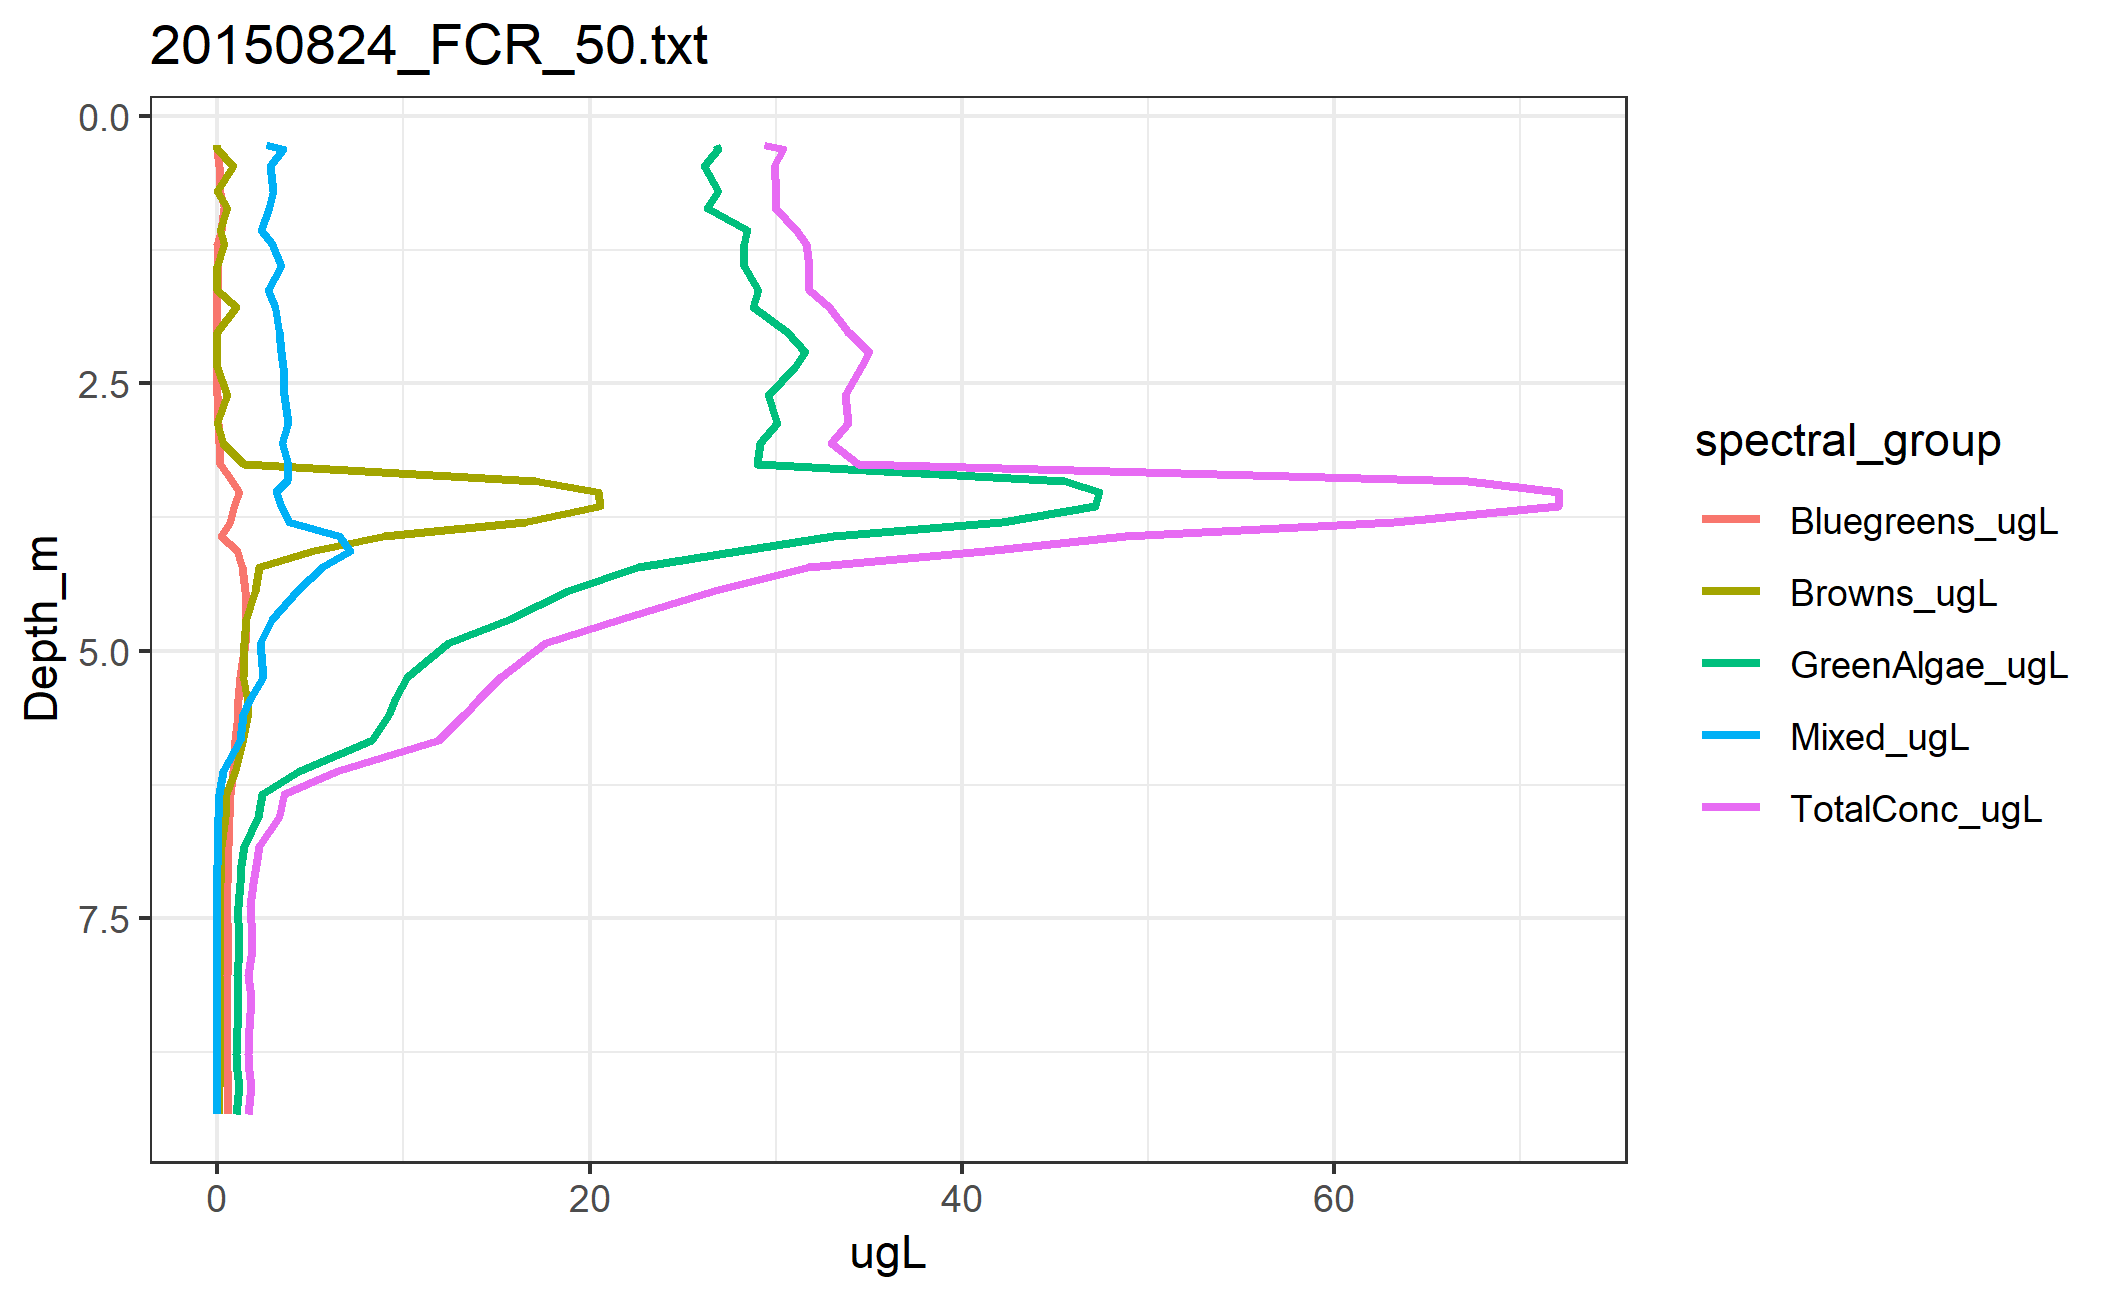 20150824_FCR_50.txt
0.0
2.5
5.0
7.5
Depth_m
0 20 40 60
ugL
spectral_group
Bluegreens_ugL
Browns_ugL
GreenAlgae_ugL
Mixed_ugL
TotalConc_ugL